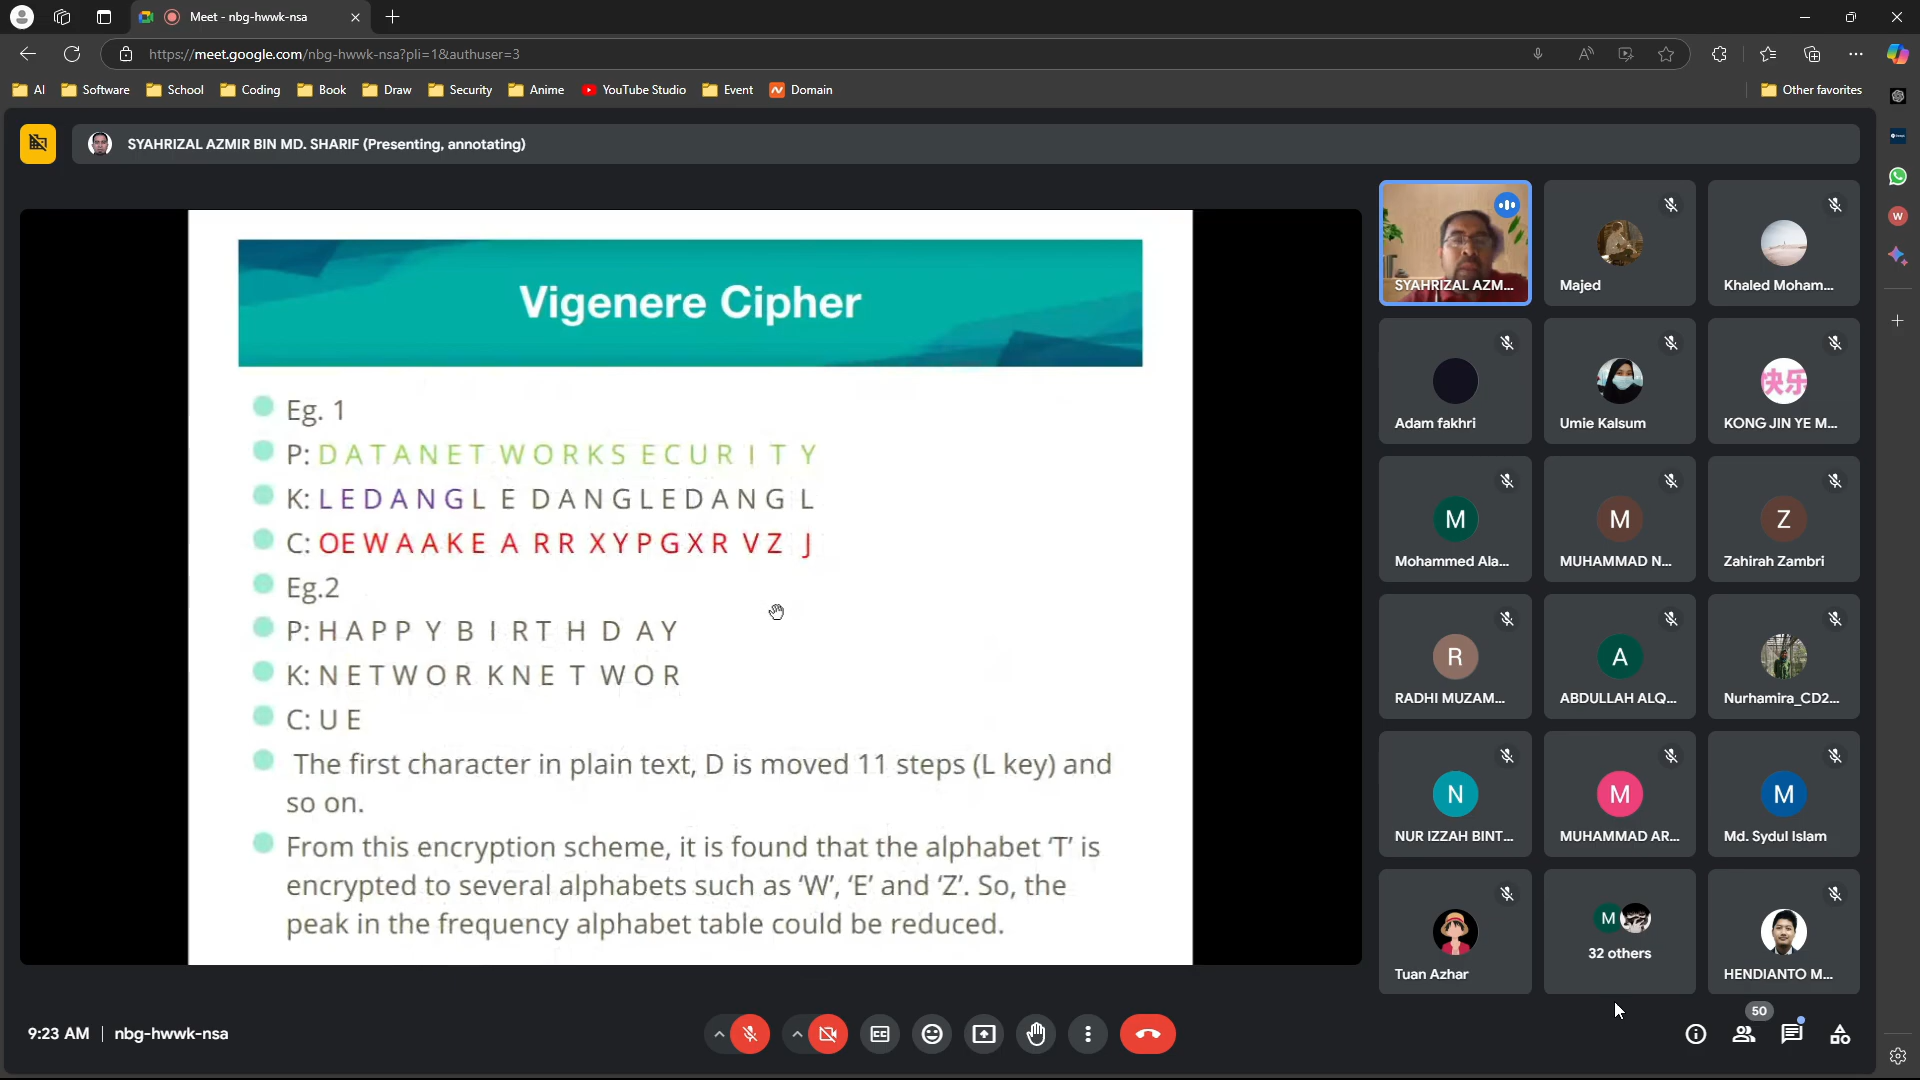 Meet - nbg-hwwk-nsa
https://meet.google.com/nbg-hwwk-nsa?pli=1&authuser=3
AI Software School Coding Book Draw Security Anime YouTube Studio Event Domain Other favorites
SYAHRIZAL AZMIR BIN MD. SHARIF (Presenting, annotating)
Vigenere Cipher
Eg. 1
P: D A T A N E T W O R K S E C U R I T Y
K: L E D A N G L E D A N G L E D A N G L
C: O E W A A K E A R R X Y P G X R V Z J
Eg.2
P: H A P P Y B I R T H D A Y
K: N E T W O R K N E T W O R
C: U E
The first character in plain text, D is moved 11 steps (L key) and
so on.
From this encryption scheme, it is found that the alphabet ‘T’ is
encrypted to several alphabets such as ‘W’, ‘E’ and ‘Z’. So, the
peak in the frequency alphabet table could be reduced.
SYAHRIZAL AZM...
Majed
Khaled Moham...
Adam fakhri
Umie Kalsum
快乐
KONG JIN YE M...
M
Mohammed Ala...
M
MUHAMMAD N...
Z
Zahirah Zambri
R
RADHI MUZAM...
A
ABDULLAH ALQ...
Nurhamira_CD2...
N
NUR IZZAH BINT...
M
MUHAMMAD AR...
M
Md. Sydul Islam
Tuan Azhar
M
32 others
HENDIANTO M...
9:23 AM | nbg-hwwk-nsa
50